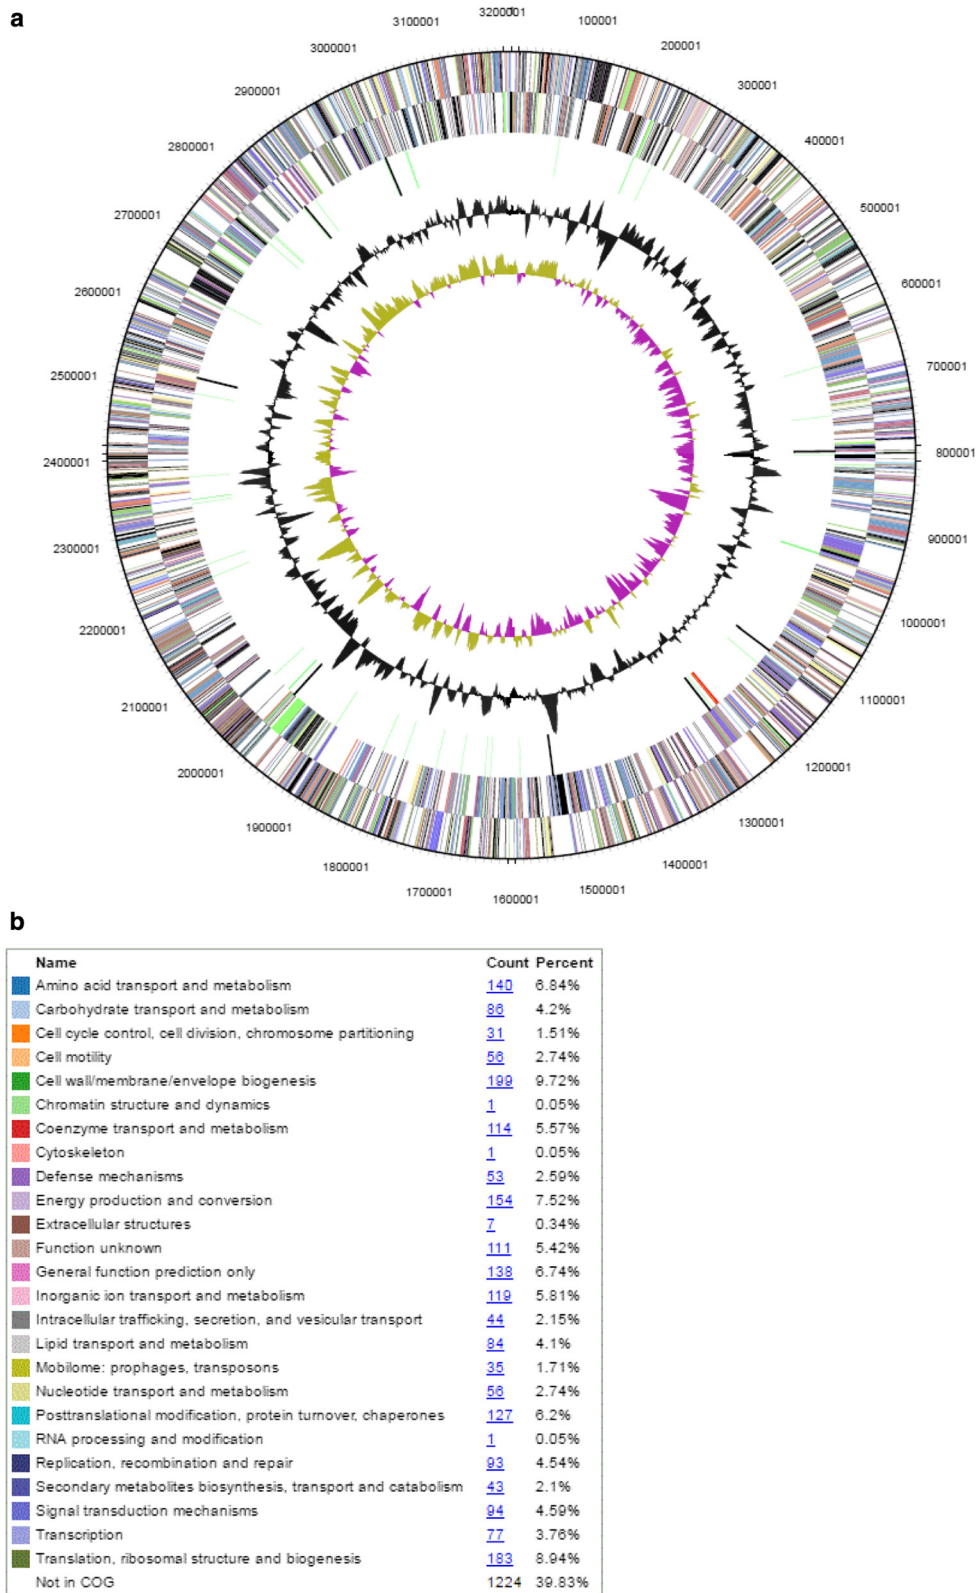 a
3200001
100001
200001
300001
400001
500001
600001
700001
800001
900001
1000001
1100001
1200001
1300001
1400001
1500001
1600001
1700001
1800001
1900001
2000001
2100001
2200001
2300001
2400001
2500001
2600001
2700001
2800001
2900001
3000001
3100001
b
Name Count Percent
Amino acid transport and metabolism 140 6.84%
Carbohydrate transport and metabolism 86 4.2%
Cell cycle control, cell division, chromosome partitioning 31 1.51%
Cell motility 56 2.74%
Cell wall/membrane/envelope biogenesis 199 9.72%
Chromatin structure and dynamics 1 0.05%
Coenzyme transport and metabolism 114 5.57%
Cytoskeleton 1 0.05%
Defense mechanisms 53 2.59%
Energy production and conversion 154 7.52%
Extracellular structures 7 0.34%
Function unknown 111 5.42%
General function prediction only 138 6.74%
Inorganic ion transport and metabolism 119 5.81%
Intracellular trafficking, secretion, and vesicular transport 44 2.15%
Lipid transport and metabolism 84 4.1%
Mobilome: prophages, transposons 35 1.71%
Nucleotide transport and metabolism 56 2.74%
Posttranslational modification, protein turnover, chaperones 127 6.2%
RNA processing and modification 1 0.05%
Replication, recombination and repair 93 4.54%
Secondary metabolites biosynthesis, transport and catabolism 43 2.1%
Signal transduction mechanisms 94 4.59%
Transcription 77 3.76%
Translation, ribosomal structure and biogenesis 183 8.94%
Not in COG 1224 39.83%